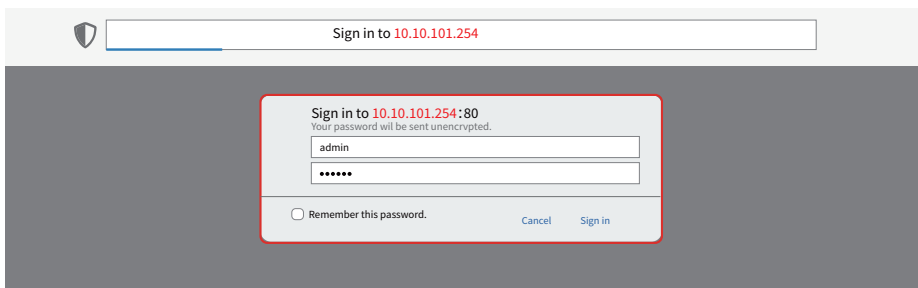 Sign in to 10.10.101.254
Sign in to 10.10.101.254:80
Your password wil be sent unencrvpted.
admin
••••••
Remember this password.
Cancel Sign in